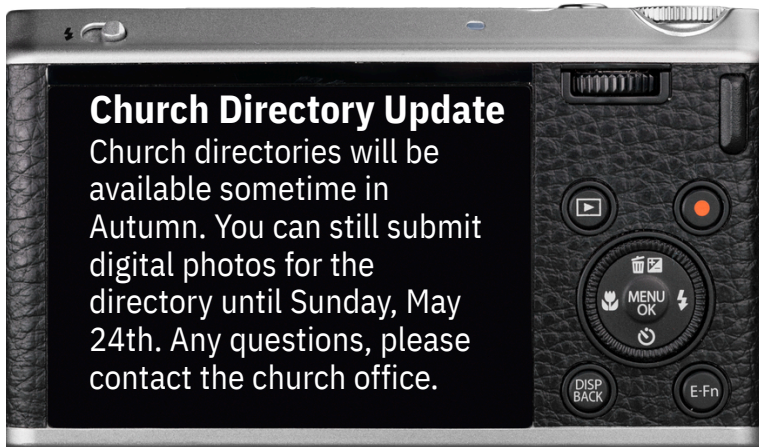 Church Directory Update
Church directories will be
available sometime in
Autumn. You can still submit
digital photos for the
directory until Sunday, May
24th. Any questions, please
contact the church office.
MENU
OK
DISP
BACK
E-Fn